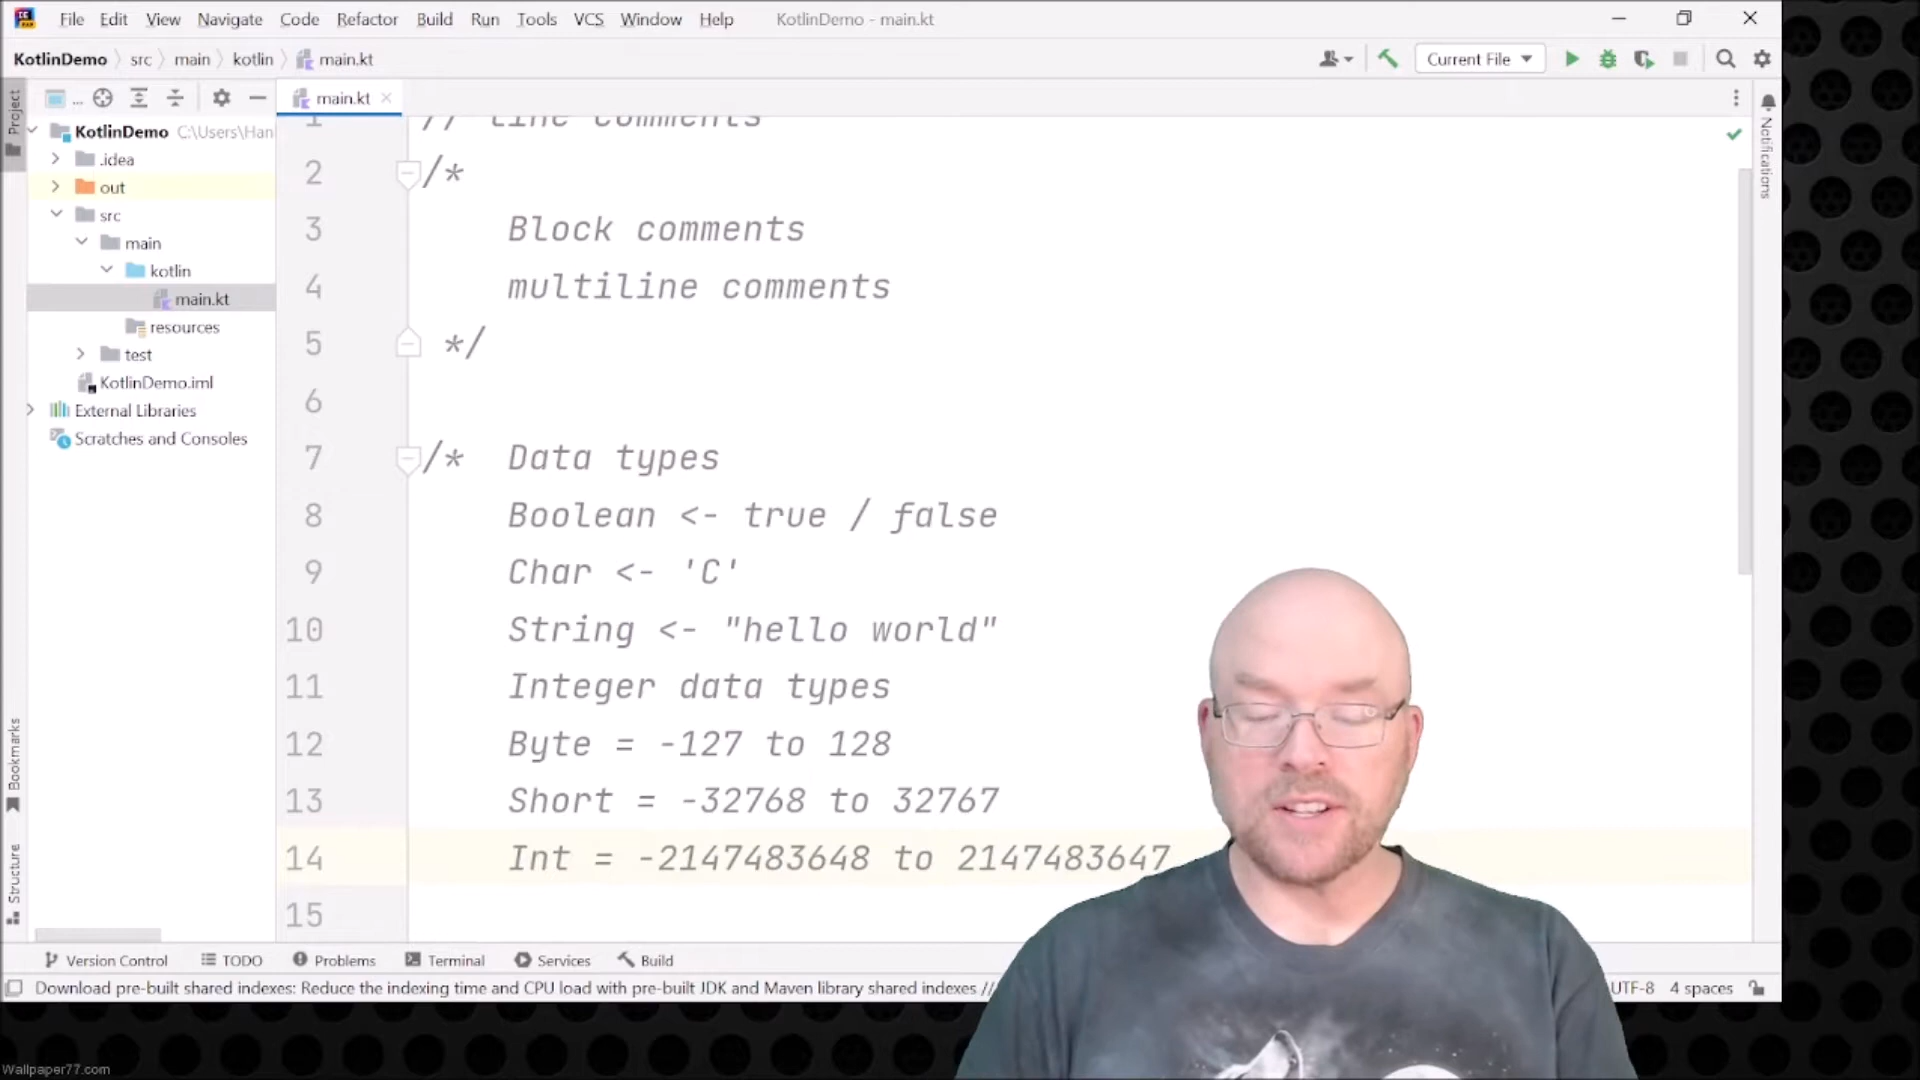 File Edit View Navigate Code Refactor Build Run Tools VCS Window Help KotlinDemo - main.kt
KotlinDemo src main kotlin main.kt Current File
Project ... main.kt
KotlinDemo C:\Users\Han
.idea
out
src
main
kotlin
main.kt
resources
test
KotlinDemo.iml
External Libraries
Scratches and Consoles
1 // line comments
2 /*
3 Block comments
4 multiline comments
5 */
6
7 /* Data types
8 Boolean <- true / false
9 Char <- 'C'
10 String <- "hello world"
11 Integer data types
12 Byte = -127 to 128
13 Short = -32768 to 32767
14 Int = -2147483648 to 2147483647
15
Notifications
Bookmarks
Structure
Version Control TODO Problems Terminal Services Build
Download pre-built shared indexes: Reduce the indexing time and CPU load with pre-built JDK and Maven library shared indexes // UTF-8 4 spaces
Wallpaper77.com